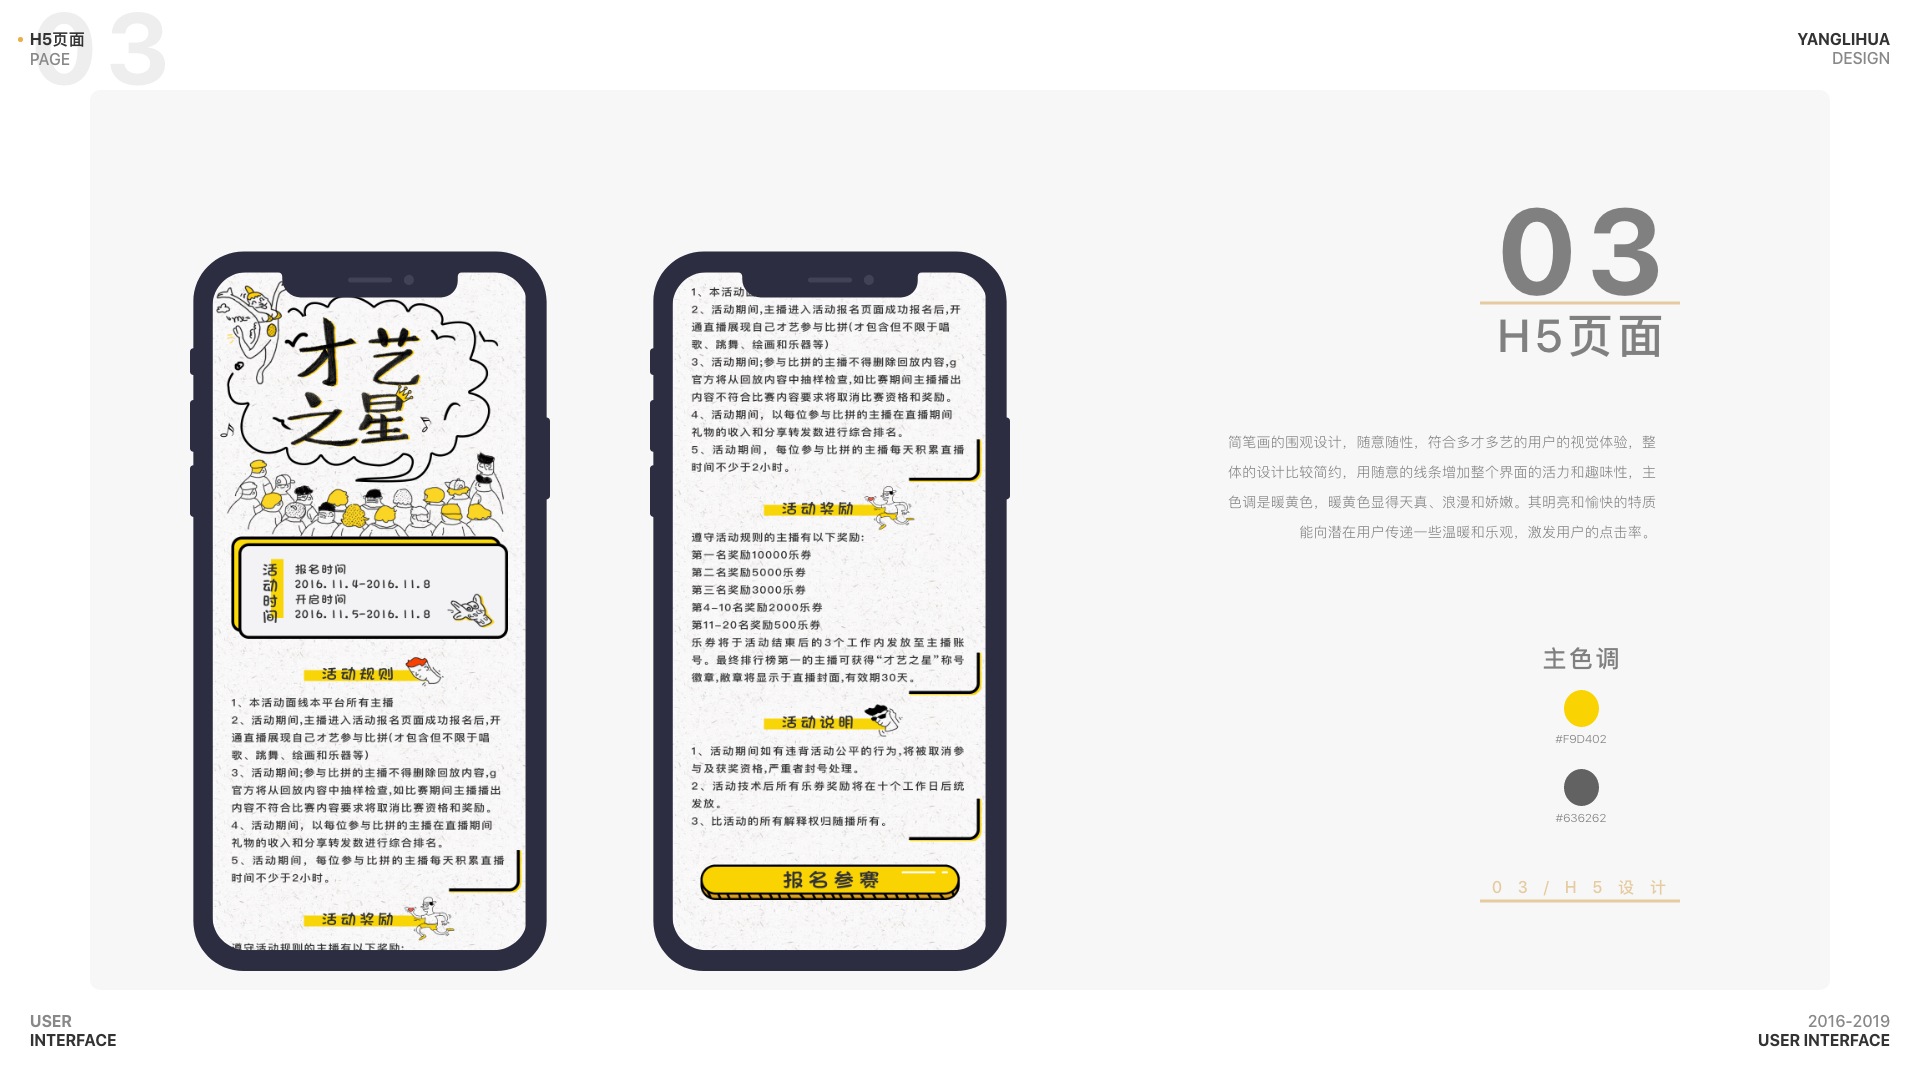 03
H5页面
PAGE
YANGLIHUA
DESIGN
才艺
之星
活动时间
报名时间
2016.11.4-2016.11.8
开启时间
2016.11.5-2016.11.8
活动规则
1、本活动面线本平台所有主播
2、活动期间,主播进入活动报名页面成功报名后,开
通直播展现自己才艺参与比拼(才包含但不限于唱
歌、跳舞、绘画和乐器等)
3、活动期间;参与比拼的主播不得删除回放内容,g
官方将从回放内容中抽样检查,如比赛期间主播播出
内容不符合比赛内容要求将取消比赛资格和奖励。
4、活动期间，以每位参与比拼的主播在直播期间
礼物的收入和分享转发数进行综合排名。
5、活动期间，每位参与比拼的主播每天积累直播
时间不少于2小时。
活动奖励
遵守活动规则的主播有以下奖励:
1、本活动
2、活动期间,主播进入活动报名页面成功报名后,开
通直播展现自己才艺参与比拼(才包含但不限于唱
歌、跳舞、绘画和乐器等)
3、活动期间;参与比拼的主播不得删除回放内容,g
官方将从回放内容中抽样检查,如比赛期间主播播出
内容不符合比赛内容要求将取消比赛资格和奖励。
4、活动期间，以每位参与比拼的主播在直播期间
礼物的收入和分享转发数进行综合排名。
5、活动期间，每位参与比拼的主播每天积累直播
时间不少于2小时。
活动奖励
遵守活动规则的主播有以下奖励:
第一名奖励10000乐券
第二名奖励5000乐券
第三名奖励3000乐券
第4-10名奖励2000乐券
第11-20名奖励500乐券
乐券将于活动结束后的3个工作内发放至主播账
号。最终排行榜第一的主播可获得“才艺之星”称号
徽章,敝章将显示于直播封面,有效期30天。
活动说明
1、活动期间如有违背活动公平的行为,将被取消参
与及获奖资格,严重者封号处理。
2、活动技术后所有乐券奖励将在十个工作日后统
发放。
3、比活动的所有解释权归随播所有。
报名参赛
03
H5页面
简笔画的围观设计，随意随性，符合多才多艺的用户的视觉体验，整
体的设计比较简约，用随意的线条增加整个界面的活力和趣味性，主
色调是暖黄色，暖黄色显得天真、浪漫和娇嫩。其明亮和愉快的特质
能向潜在用户传递一些温暖和乐观，激发用户的点击率。
主色调
#F9D402
#636262
03/H5设计
USER
INTERFACE
2016-2019
USER INTERFACE